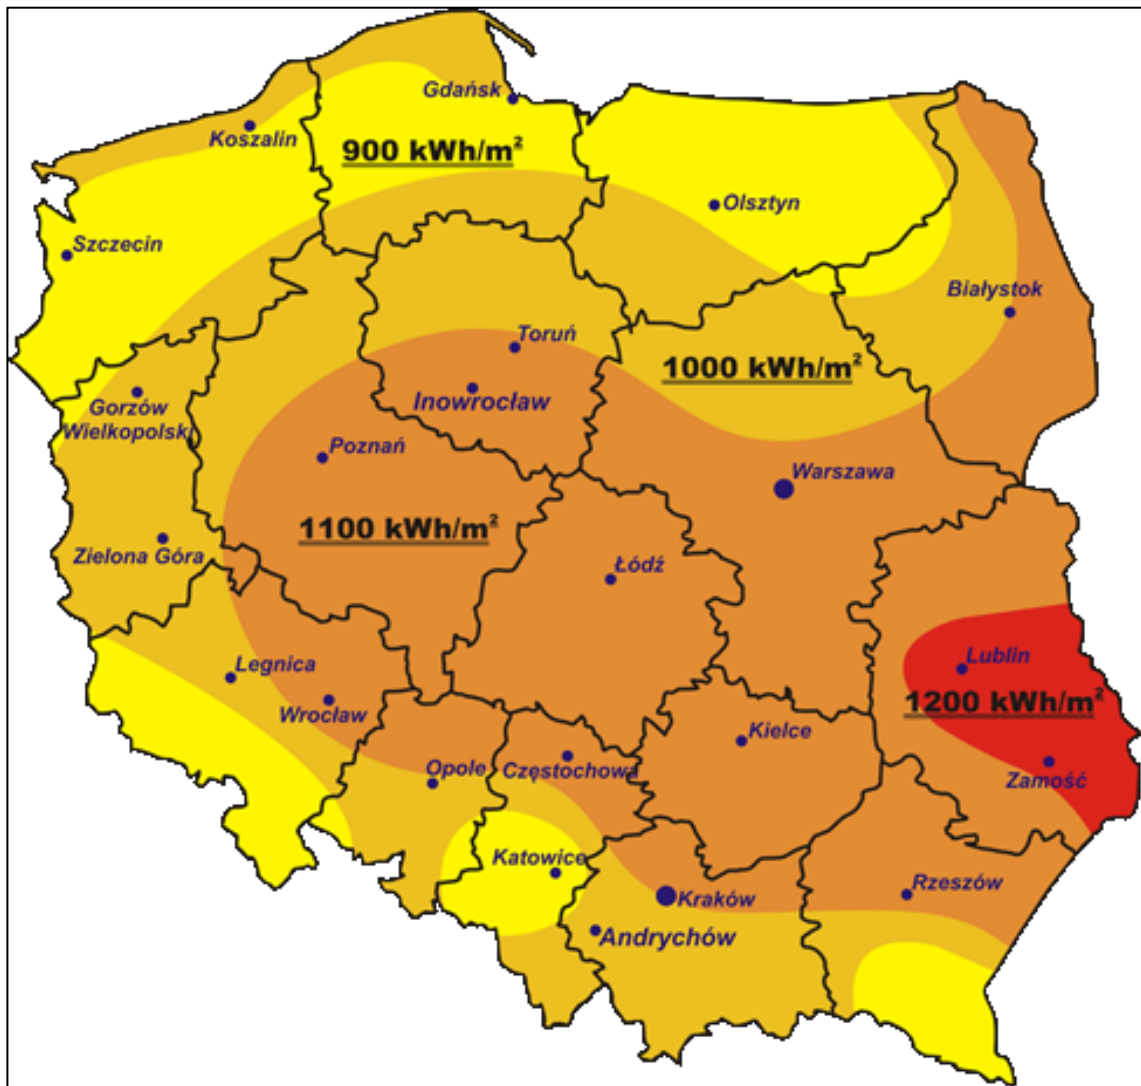 Gdańsk
Koszalin
900 kWh/m²
Olsztyn
Szczecin
Białystok
Toruń
1000 kWh/m²
Gorzów
Wielkopolski
Inowrocław
Poznań
Warszawa
1100 kWh/m²
Zielona Góra
Łódź
Legnica
Lublin
Wrocław
1200 kWh/m²
Kielce
Opole
Częstochowa
Zamość
Katowice
Rzeszów
Kraków
Andrychów